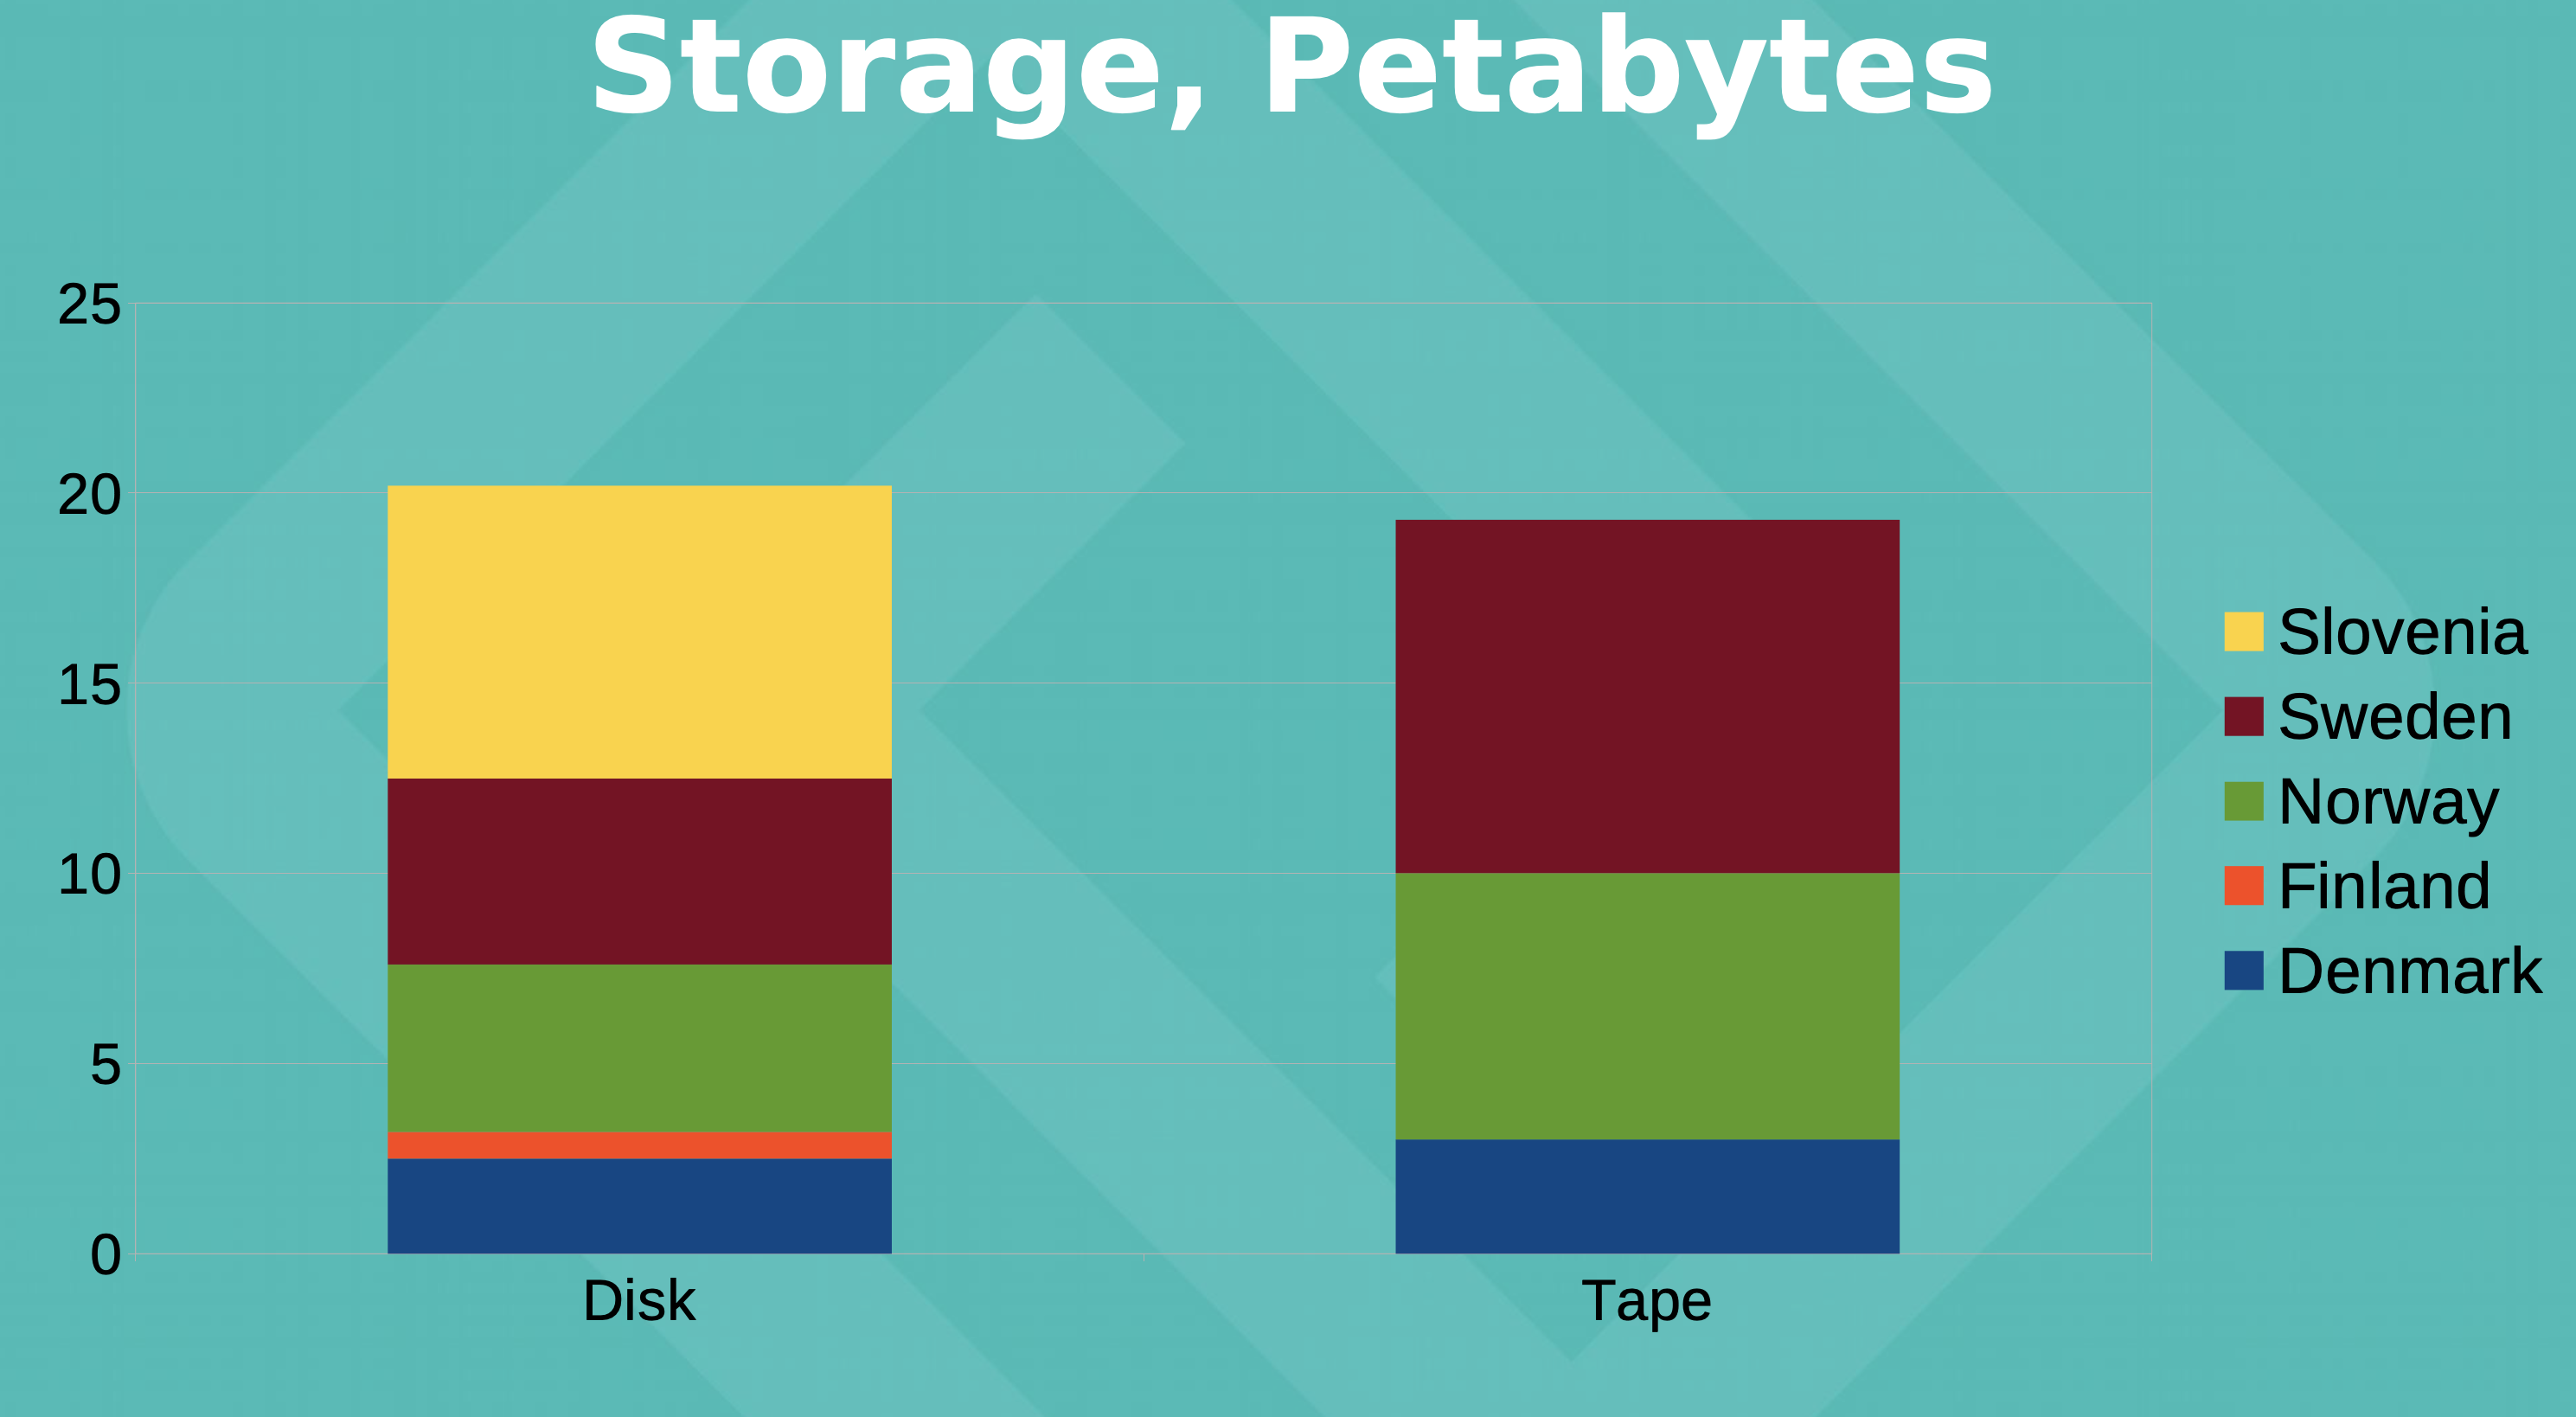 Storage, Petabytes
25
20
15
10
5
0
Disk
Tape
Slovenia
Sweden
Norway
Finland
Denmark